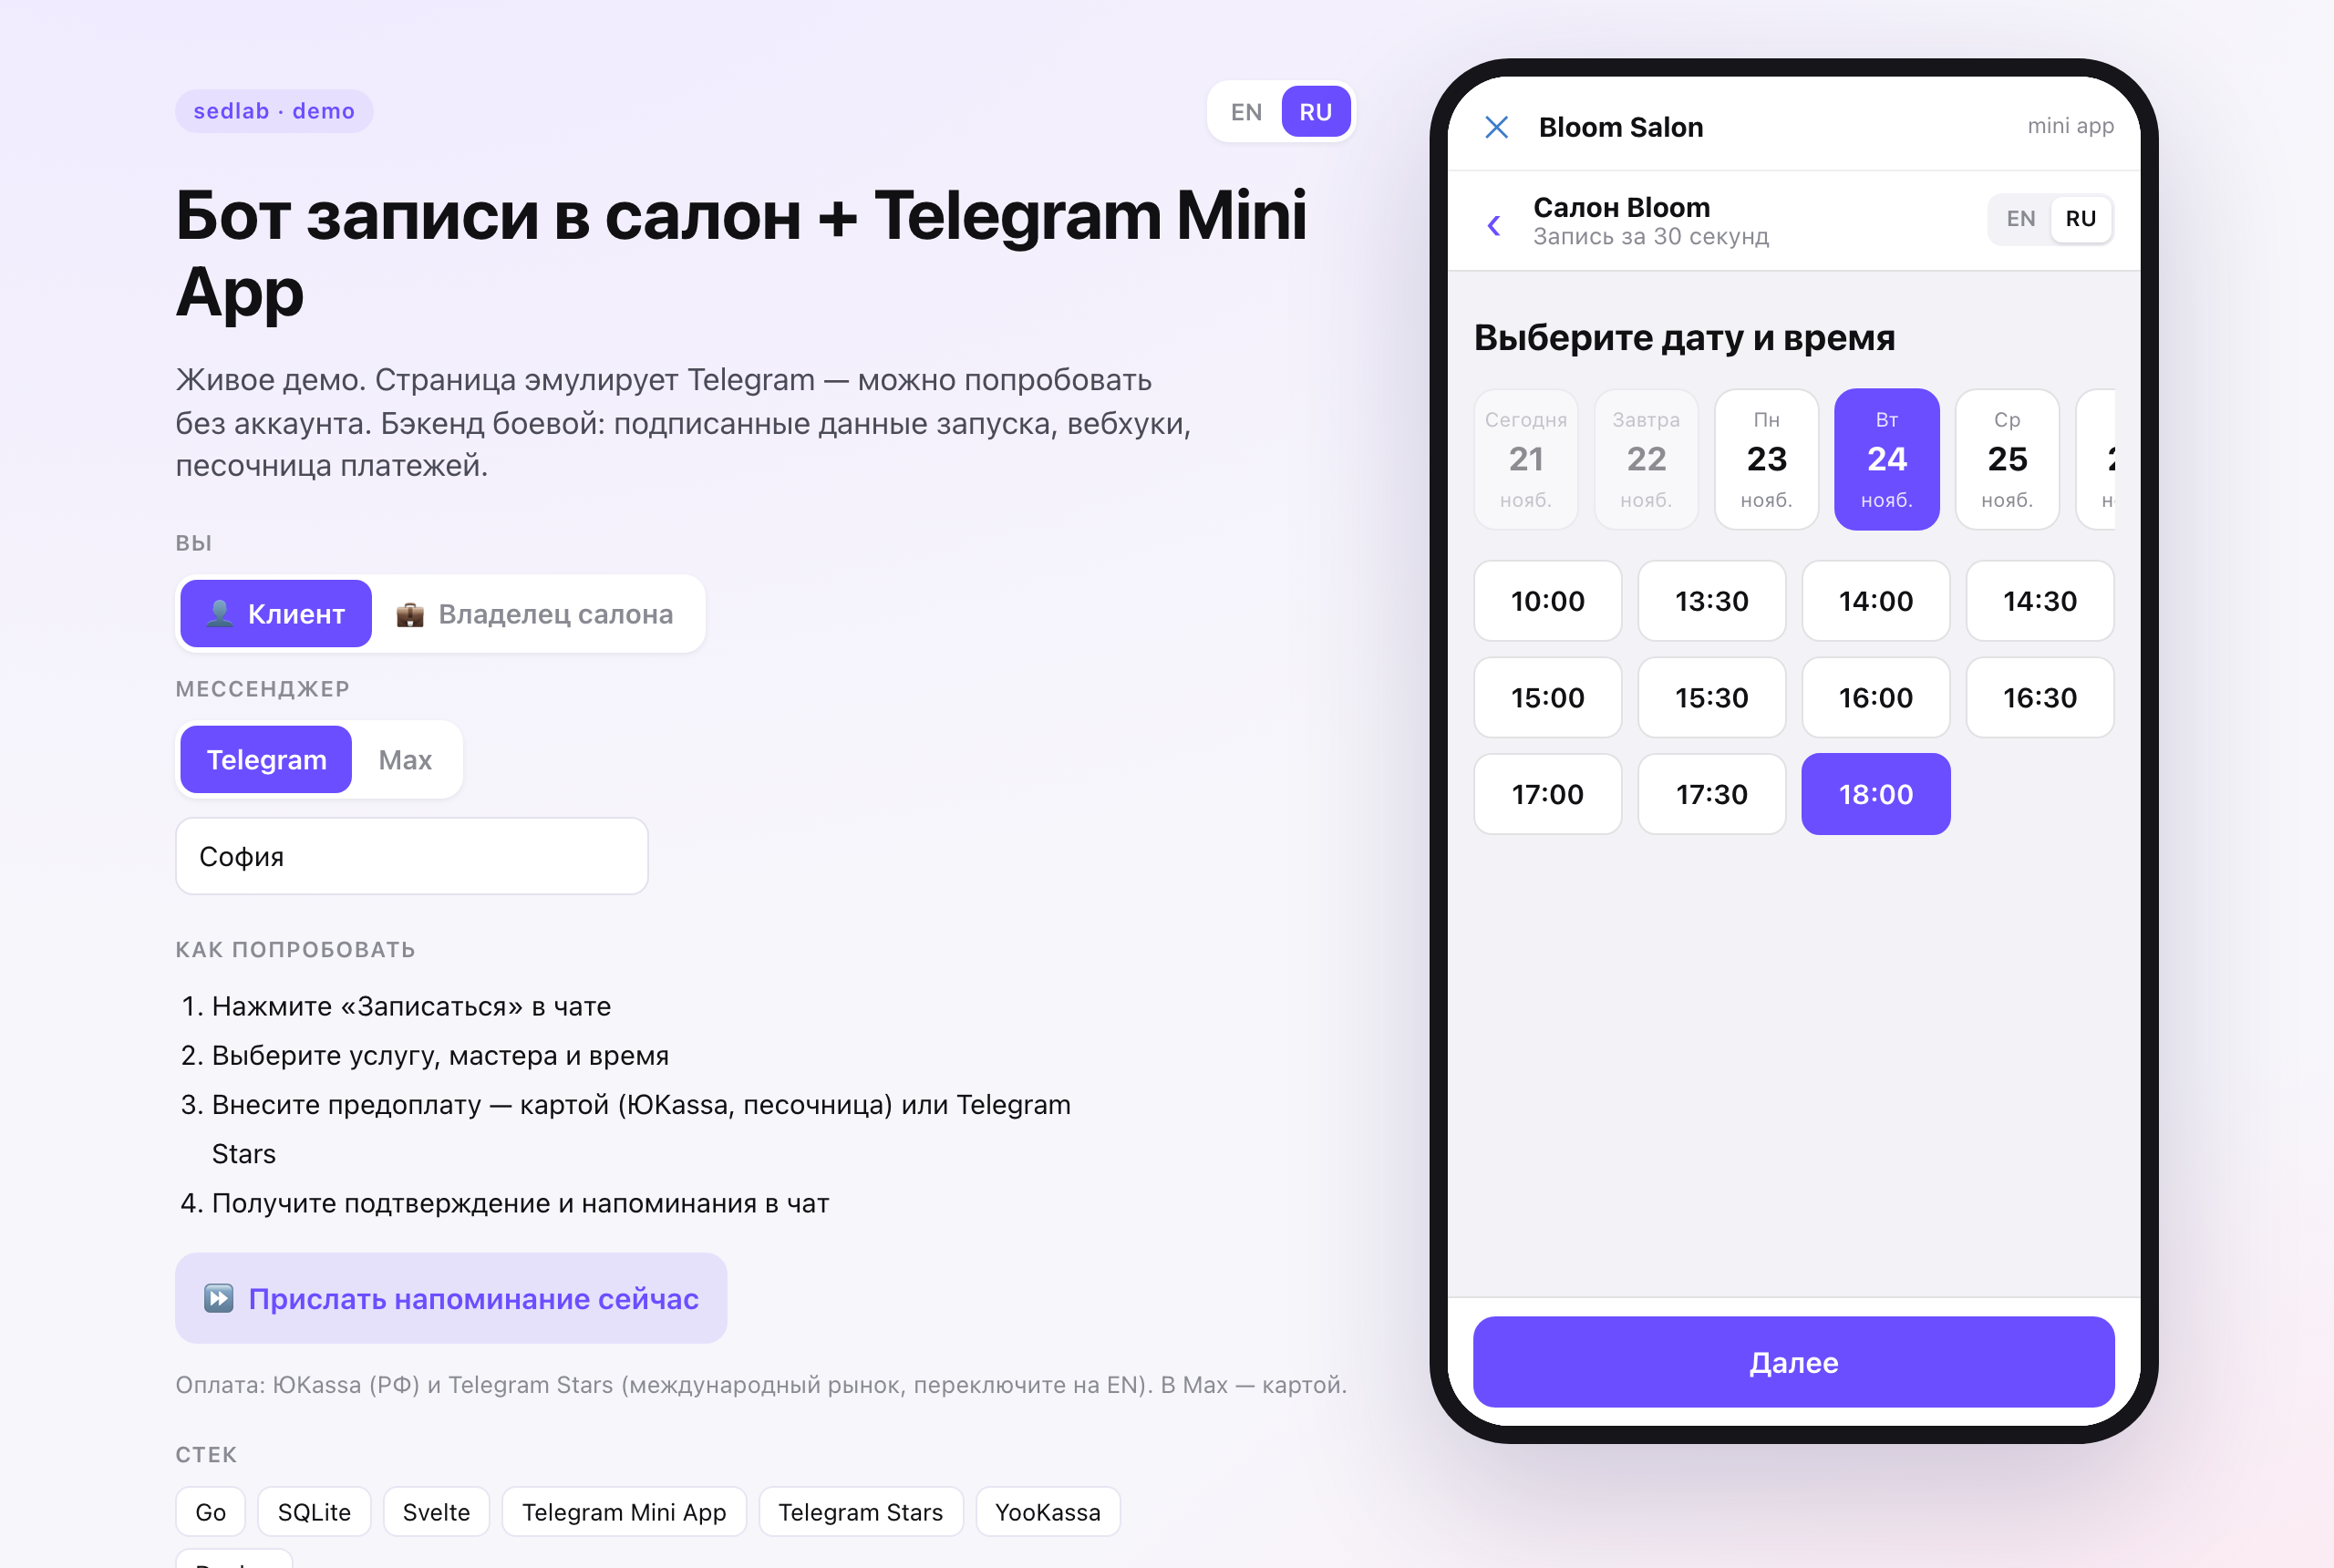 sedlab · demo
EN RU
Бот записи в салон + Telegram Mini
App
Живое демо. Страница эмулирует Telegram — можно попробовать
без аккаунта. Бэкенд боевой: подписанные данные запуска, вебхуки,
песочница платежей.
ВЫ
Клиент Владелец салона
МЕССЕНДЖЕР
Telegram Max
София
КАК ПОПРОБОВАТЬ
1. Нажмите «Записаться» в чате
2. Выберите услугу, мастера и время
3. Внесите предоплату — картой (ЮKassa, песочница) или Telegram
Stars
4. Получите подтверждение и напоминания в чат
Прислать напоминание сейчас
Оплата: ЮKassa (РФ) и Telegram Stars (международный рынок, переключите на EN). В Max — картой.
СТЕК
Go SQLite Svelte Telegram Mini App Telegram Stars YooKassa
Bloom Salon mini app
Салон Bloom
Запись за 30 секунд
EN RU
Выберите дату и время
Сегодня Завтра Пн Вт Ср
21 22 23 24 25
нояб. нояб. нояб. нояб. нояб.
10:00 13:30 14:00 14:30
15:00 15:30 16:00 16:30
17:00 17:30 18:00
Далее